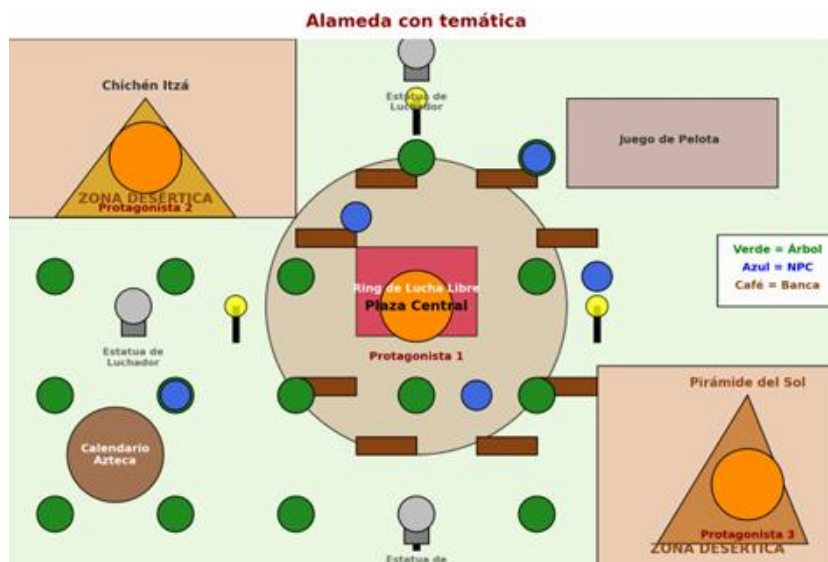 Alameda con temática
Estatua de
Luchador
Chichén Itzá
ZONA DESÉRTICA
Protagonista 2
Juego de Pelota
Verde = Árbol
Azul = NPC
Café = Banca
Ring de Lucha Libre
Plaza Central
Protagonista 1
Estatua de
Luchador
Pirámide del Sol
Calendario
Azteca
Protagonista 3
ZONA DESÉRTICA
Estatua de